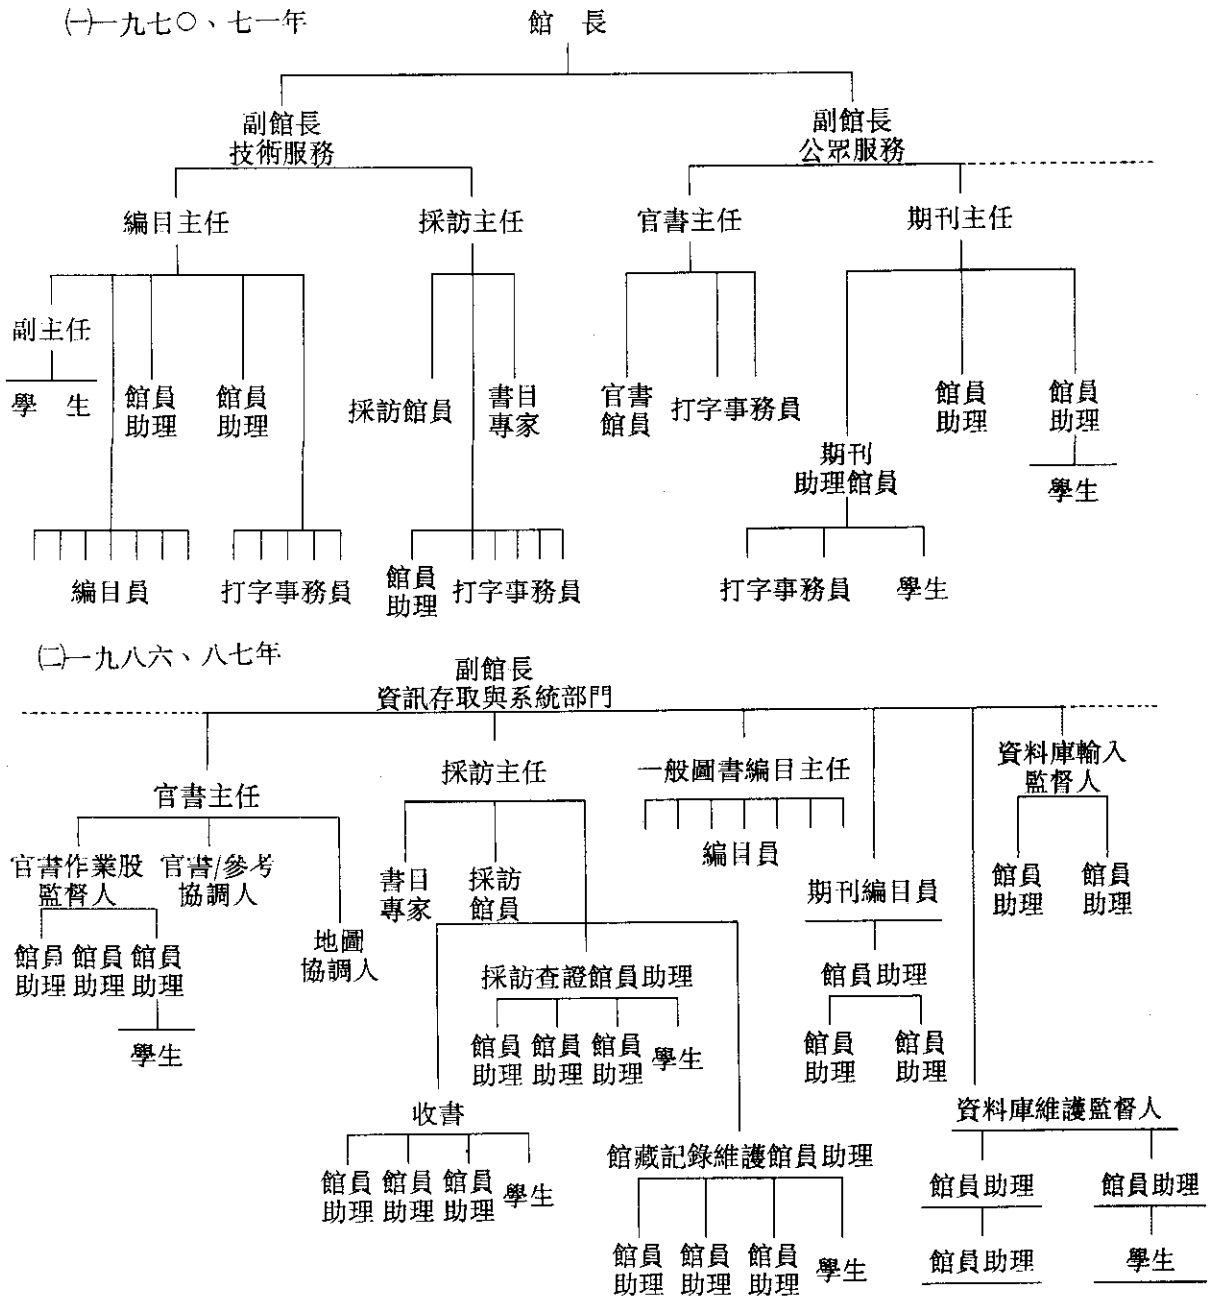 ㈠一九七○、七一年
館　長
副館長
技術服務
副館長
公眾服務
編目主任
採訪主任
官書主任
期刊主任
副主任
學　生
館員
助理
館員
助理
採訪館員
書目
專家
官書
館員
打字事務員
館員
助理
館員
助理
學生
期刊
助理館員
編目員
打字事務員
館員
助理
打字事務員
打字事務員
學生
㈡一九八六、八七年
副館長
資訊存取與系統部門
官書主任
採訪主任
一般圖書編目主任
資料庫輸入
監督人
官書作業股
監督人
官書/參考
協調人
地圖
協調人
館員
助理
館員
助理
館員
助理
學生
書目
專家
採訪
館員
編目員
期刊編目員
館員
助理
館員
助理
採訪查證館員助理
館員
助理
館員
助理
館員
助理
學生
館員助理
館員
助理
館員
助理
收書
館員
助理
館員
助理
館員
助理
學生
館藏記錄維護館員助理
館員
助理
館員
助理
館員
助理
學生
資料庫維護監督人
館員助理
館員助理
館員助理
學生